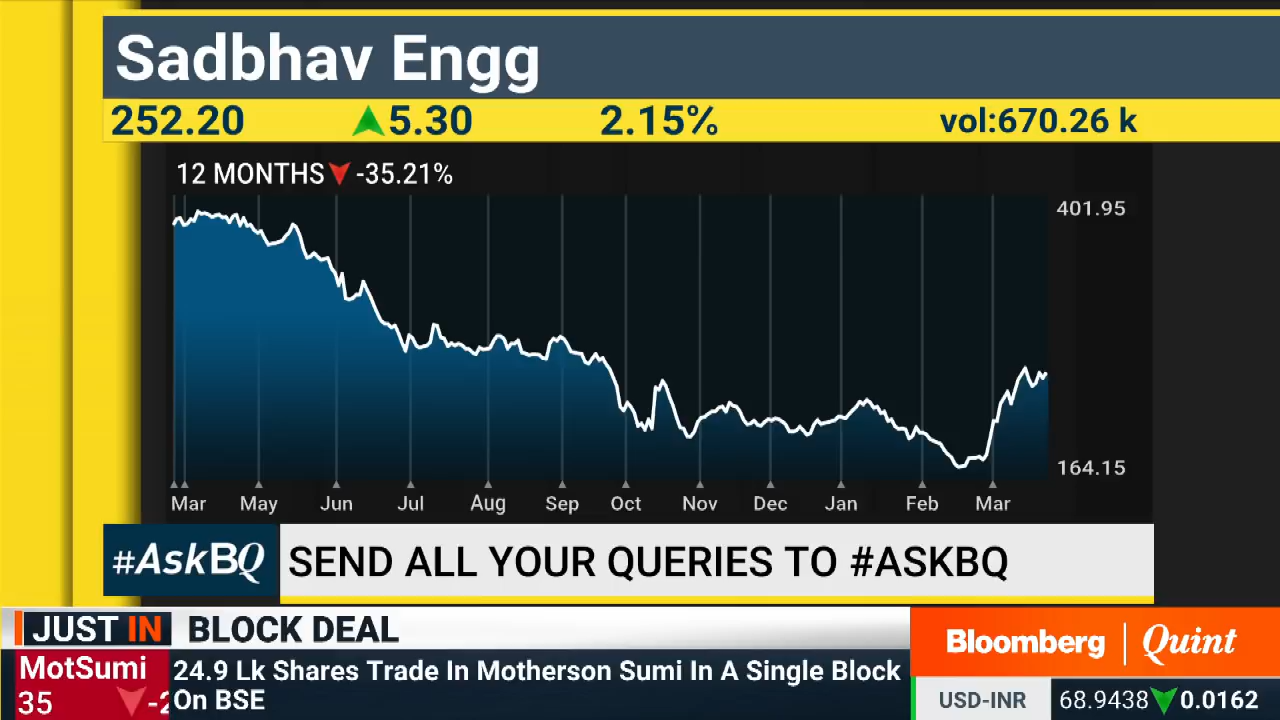 Sadbhav Engg
252.20 5.30 2.15% vol:670.26 k
12 MONTHS -35.21%
401.95
164.15
Mar May Jun Jul Aug Sep Oct Nov Dec Jan Feb Mar
#AskBQ SEND ALL YOUR QUERIES TO #ASKBQ
JUST IN BLOCK DEAL
Bloomberg | Quint
MotSumi
35
24.9 Lk Shares Trade In Motherson Sumi In A Single Block
On BSE
USD-INR 68.9438 0.0162